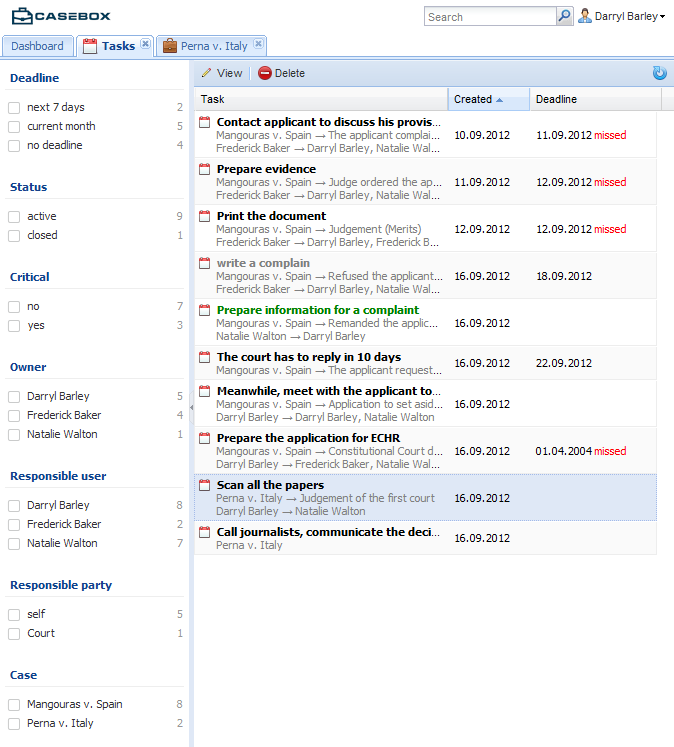 CASEBOX
Search
Darryl Barley
Dashboard
Tasks
Perna v. Italy
Deadline
next 7 days 2
current month 5
no deadline 4
Status
active 9
closed 1
Critical
no 7
yes 3
Owner
Darryl Barley 5
Frederick Baker 4
Natalie Walton 1
Responsible user
Darryl Barley 8
Frederick Baker 2
Natalie Walton 7
Responsible party
self 5
Court 1
Case
Mangouras v. Spain 8
Perna v. Italy 2
View Delete
Task Created Deadline
Contact applicant to discuss his provis...
Mangouras v. Spain → The applicant complai...
Frederick Baker → Darryl Barley, Natalie Wal...
10.09.2012 11.09.2012 missed
Prepare evidence
Mangouras v. Spain → Judge ordered the ap...
Frederick Baker → Darryl Barley, Natalie Wal...
11.09.2012 12.09.2012 missed
Print the document
Mangouras v. Spain → Judgement (Merits)
Frederick Baker → Darryl Barley, Frederick B...
12.09.2012 12.09.2012 missed
write a complain
Mangouras v. Spain → Refused the applicant...
Frederick Baker → Darryl Barley, Natalie Wal...
16.09.2012 18.09.2012
Prepare information for a complaint
Mangouras v. Spain → Remanded the applic...
Natalie Walton → Darryl Barley
16.09.2012
The court has to reply in 10 days
Mangouras v. Spain → The applicant request...
16.09.2012 22.09.2012
Meanwhile, meet with the applicant to...
Mangouras v. Spain → Application to set asid...
Darryl Barley → Darryl Barley, Natalie Walton
16.09.2012
Prepare the application for ECHR
Mangouras v. Spain → Constitutional Court d...
Darryl Barley → Frederick Baker, Natalie Wal...
16.09.2012 01.04.2004 missed
Scan all the papers
Perna v. Italy → Judgement of the first court
Darryl Barley → Natalie Walton
16.09.2012
Call journalists, communicate the deci...
Perna v. Italy
16.09.2012